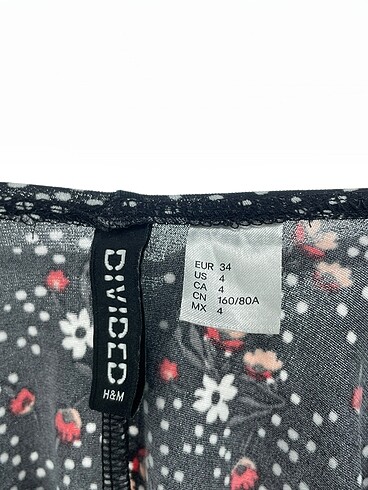 DIVIDED
H&M
EUR 34
US 4
CA 4
CN 160/80A
MX 4